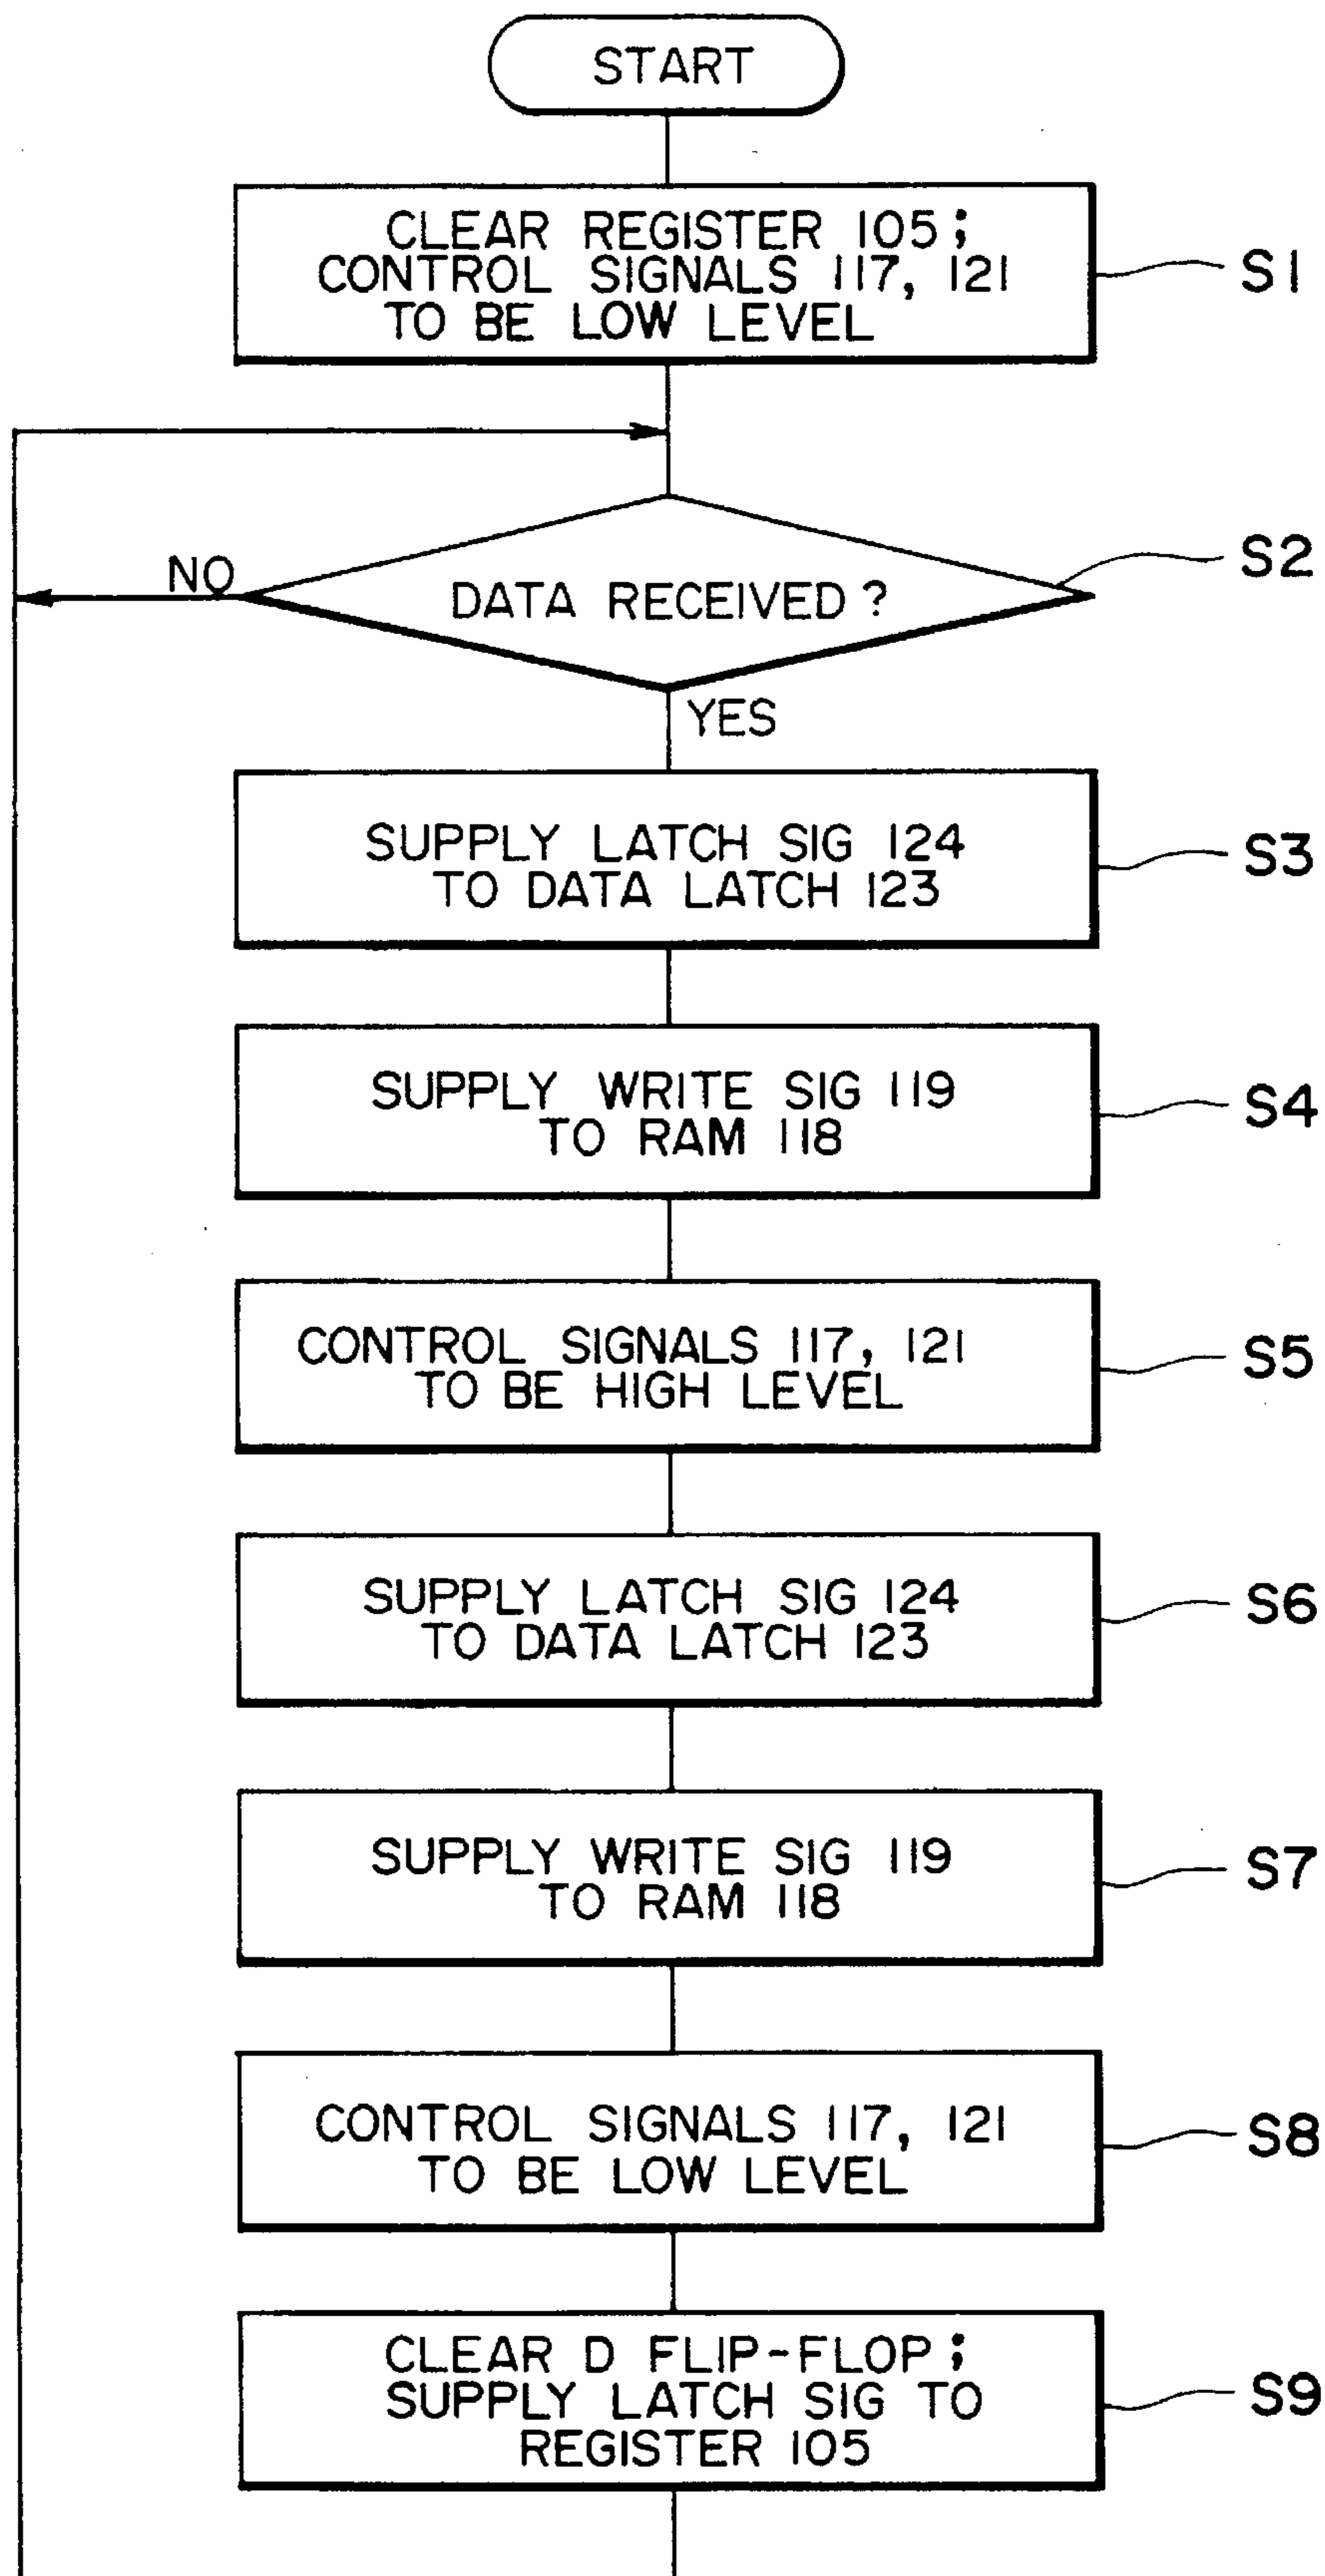 START
CLEAR REGISTER 105;
CONTROL SIGNALS 117, 121
TO BE LOW LEVEL
S1
NO
DATA RECEIVED?
S2
YES
SUPPLY LATCH SIG 124
TO DATA LATCH 123
S3
SUPPLY WRITE SIG 119
TO RAM 118
S4
CONTROL SIGNALS 117, 121
TO BE HIGH LEVEL
S5
SUPPLY LATCH SIG 124
TO DATA LATCH 123
S6
SUPPLY WRITE SIG 119
TO RAM 118
S7
CONTROL SIGNALS 117, 121
TO BE LOW LEVEL
S8
CLEAR D FLIP-FLOP;
SUPPLY LATCH SIG TO
REGISTER 105
S9